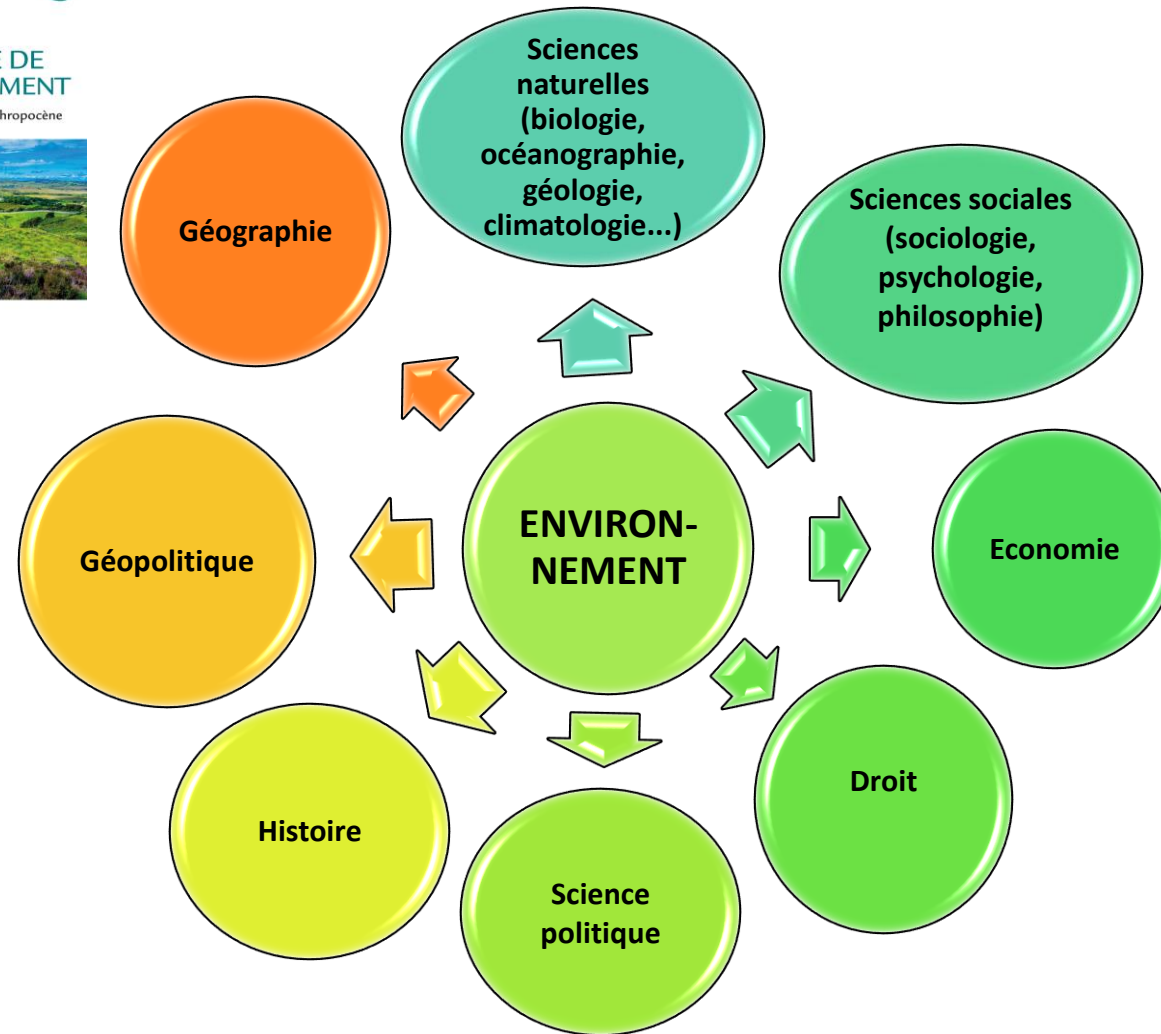 E DE
MENT
hropocène
Sciences
naturelles
(biologie,
océanographie,
géologie,
climatologie...)
Géographie
Sciences sociales
(sociologie,
psychologie,
philosophie)
ENVIRON-
NEMENT
Géopolitique
Economie
Histoire
Droit
Science
politique